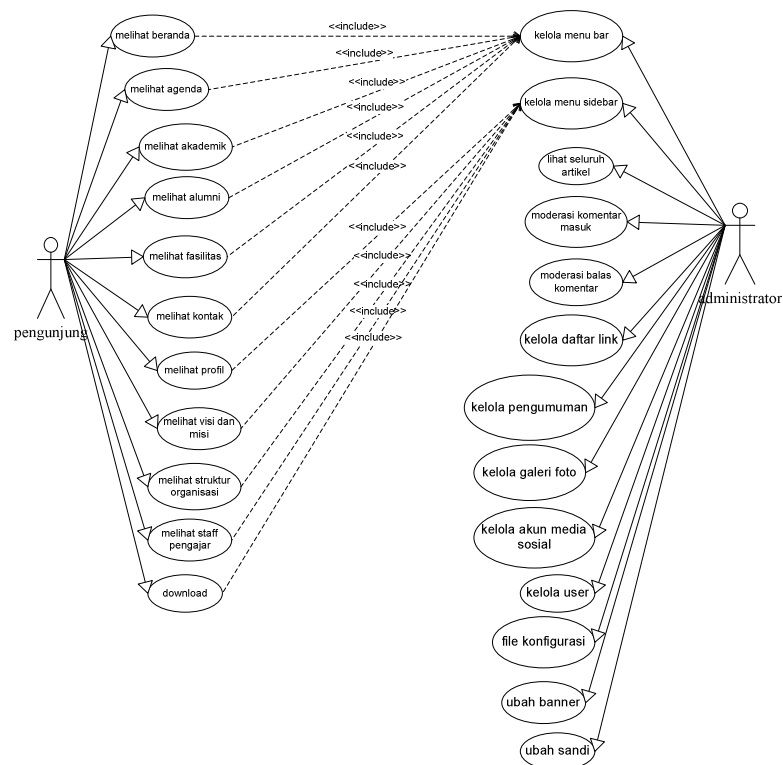 melihat beranda
<<include>>
kelola menu bar
melihat agenda
<<include>>
kelola menu sidebar
<<include>>
melihat akademik
<<include>>
lihat seluruh
artikel
<<include>>
<<include>>
melihat alumni
moderasi komentar
masuk
<<include>>
melihat fasilitas
<<include>>
moderasi balas
komentar
<<include>>
administrator
melihat kontak
<<include>>
pengunjung
<<include>>
kelola daftar link
melihat profil
kelola pengumuman
melihat visi dan
misi
kelola galeri foto
melihat struktur
organisasi
kelola akun media
sosial
melihat staff
pengajar
download
kelola user
file konfigurasi
ubah banner
ubah sandi